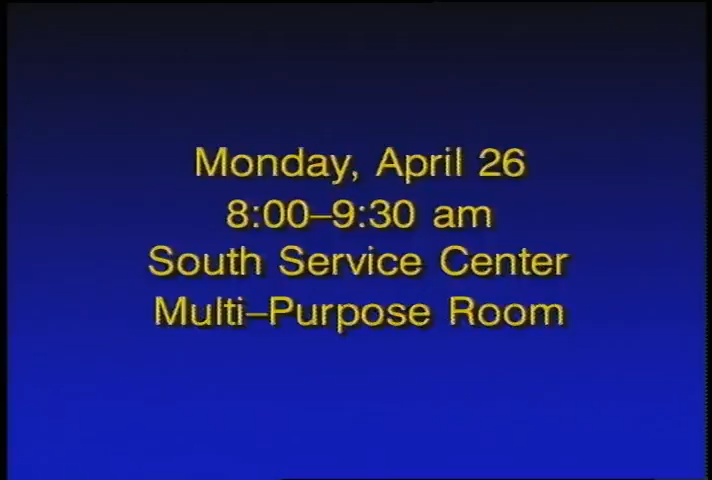 Monday, April 26
8:00–9:30 am
South Service Center
Multi–Purpose Room